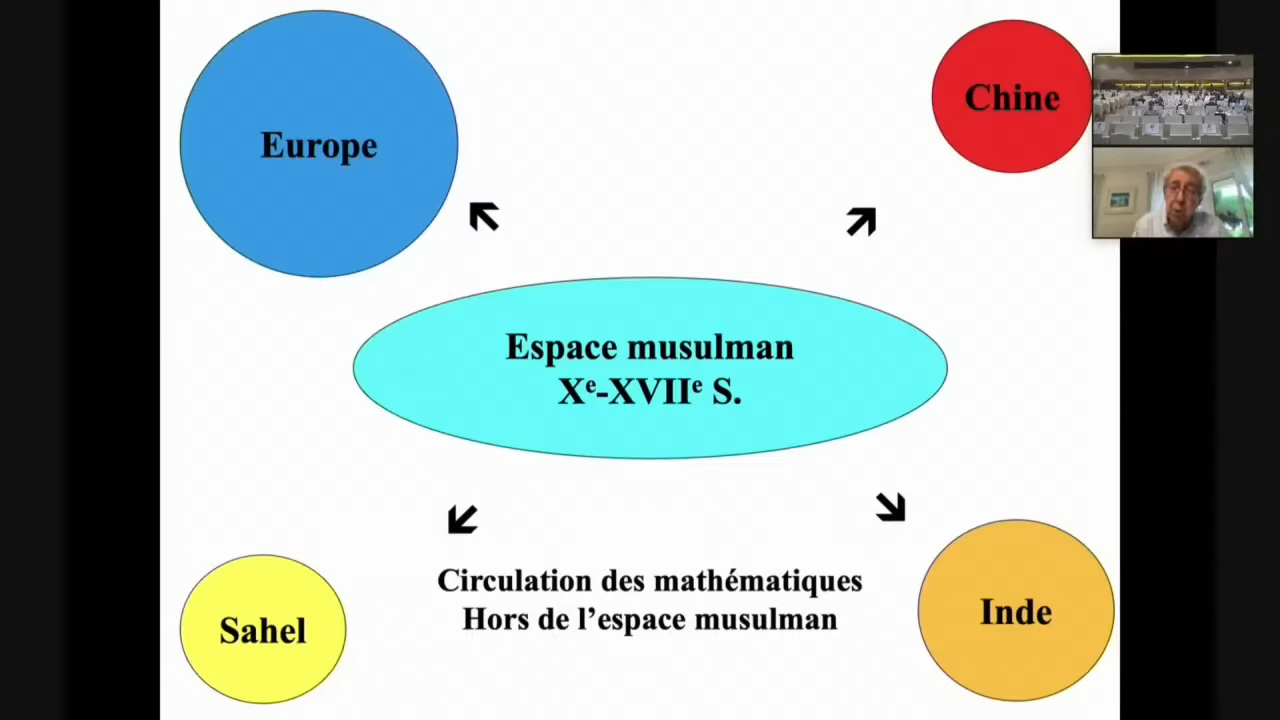 Europe
Chine
Espace musulman
Xᵉ-XVIIᵉ S.
Circulation des mathématiques
Hors de l’espace musulman
Sahel
Inde